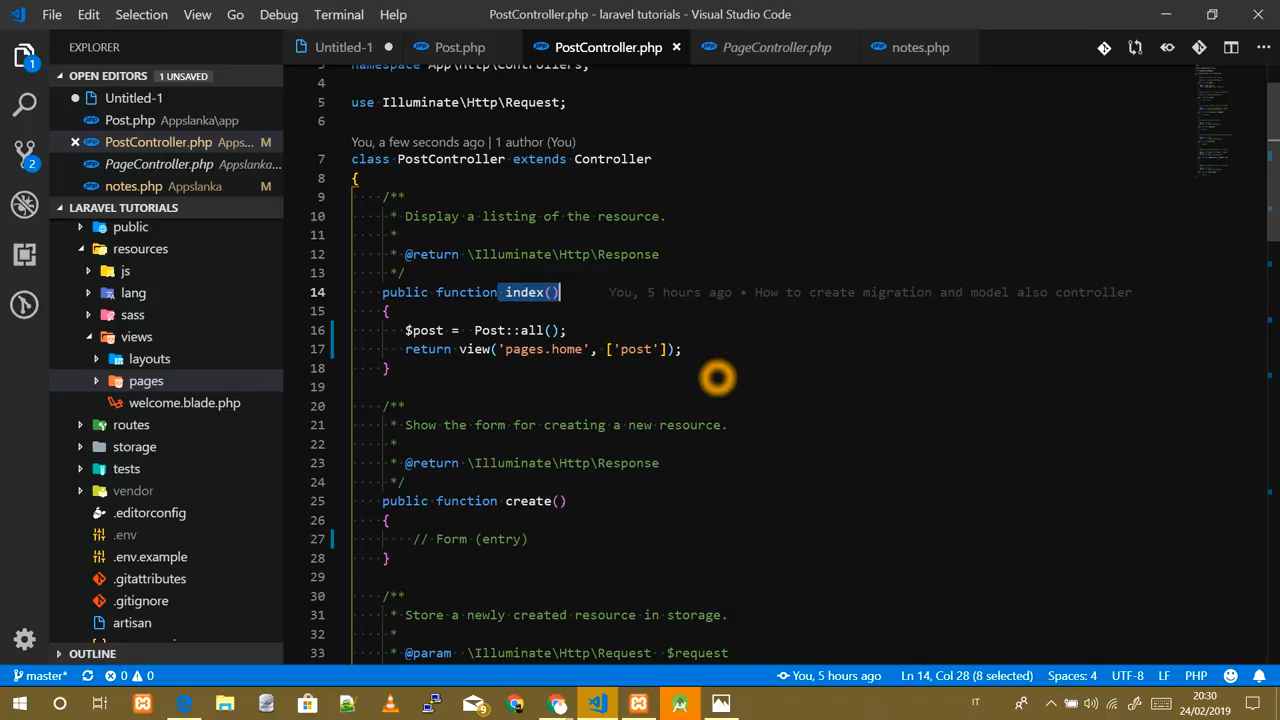 File Edit Selection View Go Debug Terminal Help PostController.php - laravel tutorials - Visual Studio Code
EXPLORER
Untitled-1 Post.php PostController.php PageController.php notes.php
OPEN EDITORS 1 UNSAVED
Untitled-1
Post.php Appslanka\app
PostController.php Apps... M
PageController.php Appslanka...
notes.php Appslanka M
LARAVEL TUTORIALS
public
resources
js
lang
sass
views
layouts
pages
welcome.blade.php
routes
storage
tests
vendor
.editorconfig
.env
.env.example
.gitattributes
.gitignore
artisan
OUTLINE
3 namespace App\Http\Controllers;
4
5 use Illuminate\Http\Request;
6
You, a few seconds ago | 1 author (You)
7 class PostController extends Controller
8 {
9 /**
10 * Display a listing of the resource.
11 *
12 * @return \Illuminate\Http\Response
13 */
14 public function index() You, 5 hours ago • How to create migration and model also controller
15 {
16 $post = Post::all();
17 return view('pages.home', ['post']);
18 }
19
20 /**
21 * Show the form for creating a new resource.
22 *
23 * @return \Illuminate\Http\Response
24 */
25 public function create()
26 {
27 // Form (entry)
28 }
29
30 /**
31 * Store a newly created resource in storage.
32 *
33 * @param \Illuminate\Http\Request $request
1
2
master* 0 0 You, 5 hours ago Ln 14, Col 28 (8 selected) Spaces: 4 UTF-8 LF PHP
9 IT 20:30
24/02/2019